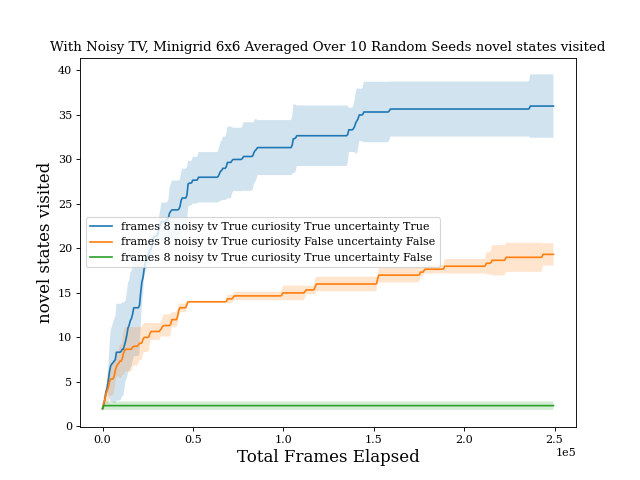 With Noisy TV, Minigrid 6x6 Averaged Over 10 Random Seeds novel states visited
40
35
30
25
20
15
10
5
0
novel states visited
frames 8 noisy tv True curiosity True uncertainty True
frames 8 noisy tv True curiosity False uncertainty False
frames 8 noisy tv True curiosity True uncertainty False
0.0
0.5
1.0
1.5
2.0
2.5
1e5
Total Frames Elapsed